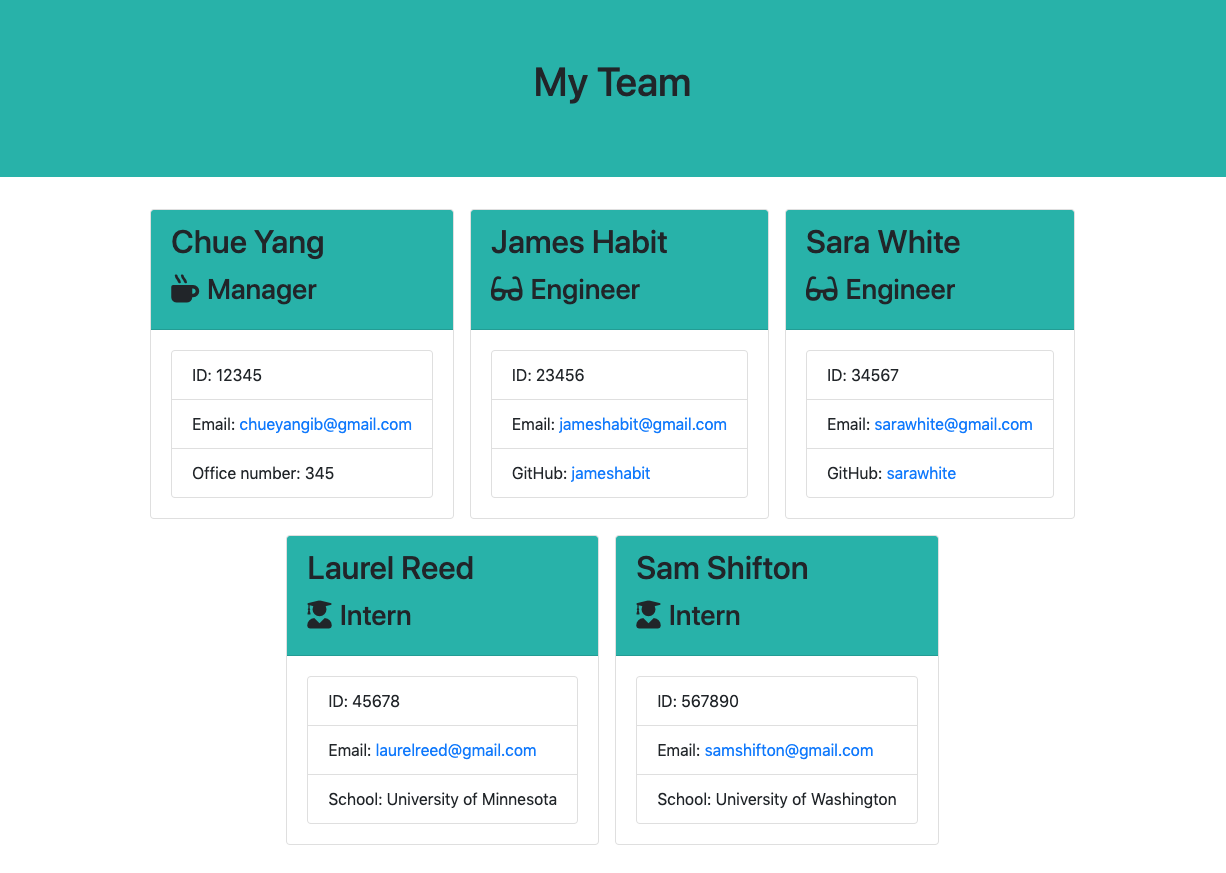 My Team
Chue Yang
Manager
ID: 12345
Email: chueyangib@gmail.com
Office number: 345
James Habit
Engineer
ID: 23456
Email: jameshabit@gmail.com
GitHub: jameshabit
Sara White
Engineer
ID: 34567
Email: sarawhite@gmail.com
GitHub: sarawhite
Laurel Reed
Intern
ID: 45678
Email: laurelreed@gmail.com
School: University of Minnesota
Sam Shifton
Intern
ID: 567890
Email: samshifton@gmail.com
School: University of Washington